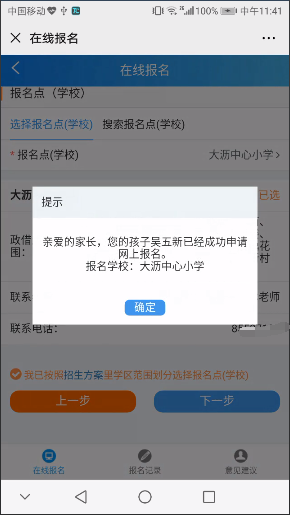 中国移动 100% 中午11:41
在线报名
在线报名
报名点（学校）
选择报名点(学校) 搜索报名点(学校)
* 报名点(学校) 大沥中心小学
大沥 已选
提示
亲爱的家长，您的孩子吴五新已经成功申请
网上报名。
报名学校：大沥中心小学
确定
政借
围： 花
村
联系 老师
联系电话：
我已按照招生方案里学区范围划分选择报名点(学校)
上一步 下一步
在线报名 报名记录 意见建议